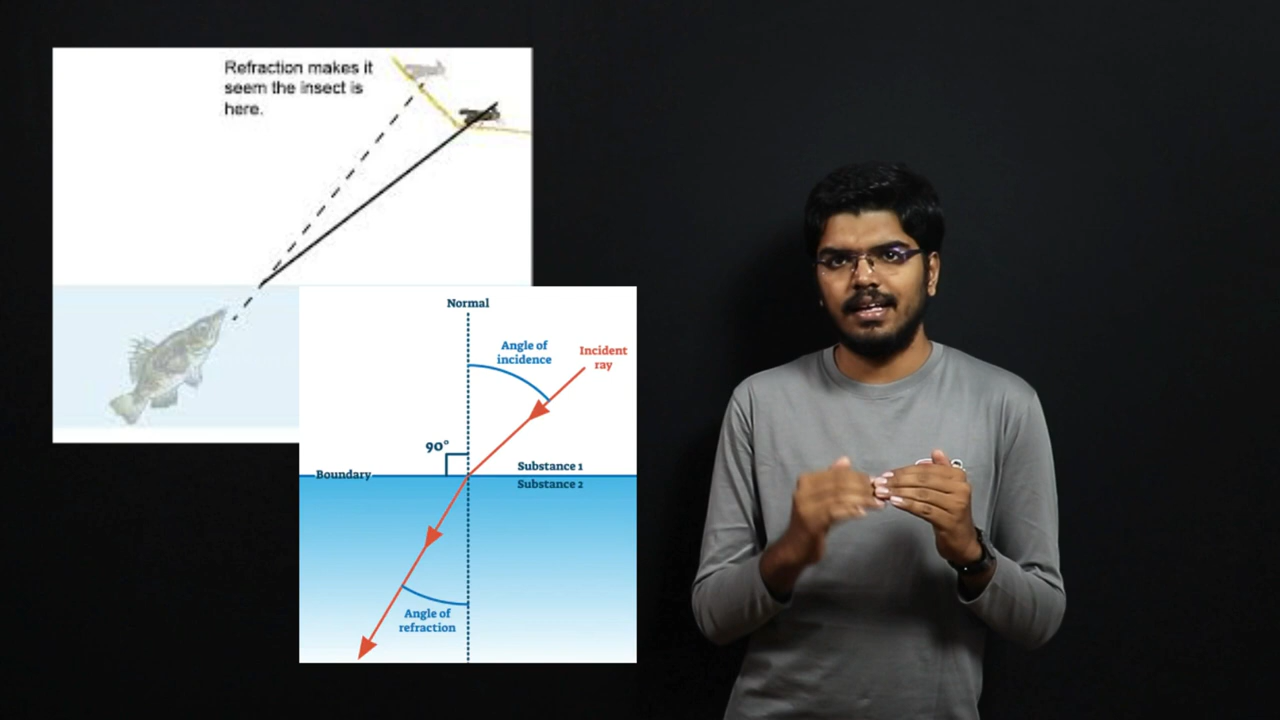 Refraction makes it
seem the insect is
here.
Normal
Angle of
incidence
Incident
ray
90°
Boundary
Substance 1
Substance 2
Angle of
refraction